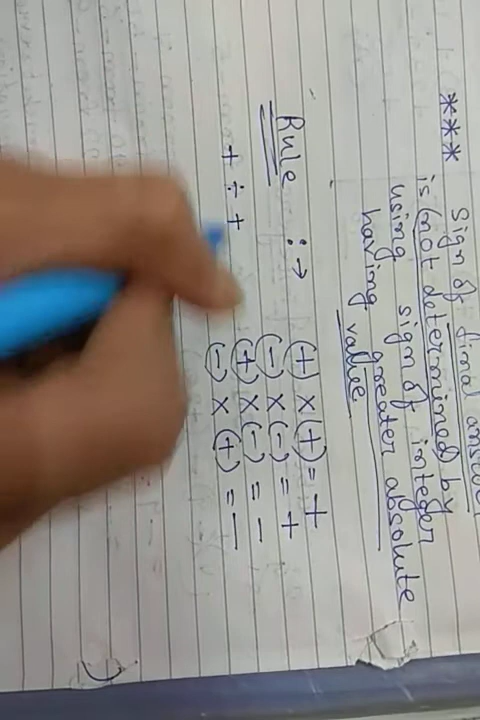 *** Sign of final answer
is (not determined) by
using sign of integer
having greater absolute
value
Rule :→ (+) × (+) = +
(-) × (-) = +
(+) × (-) = -
(-) × (+) = -
+ ÷ +